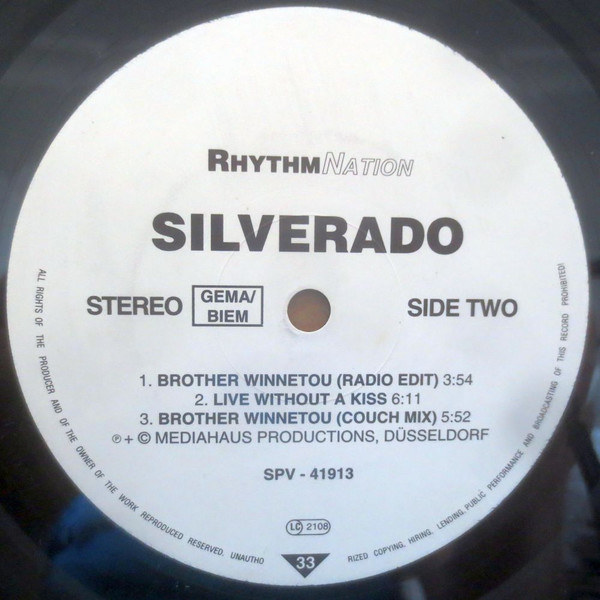 RHYTHMNATION
SILVERADO
STEREO GEMA/BIEM SIDE TWO
1. BROTHER WINNETOU (RADIO EDIT) 3:54
2. LIVE WITHOUT A KISS 6:11
3. BROTHER WINNETOU (COUCH MIX) 5:52
℗ + © MEDIAHAUS PRODUCTIONS, DÜSSELDORF
SPV - 41913
LC 2108
33
ALL RIGHTS OF THE PRODUCER AND OF THE OWNER OF THE WORK REPRODUCED RESERVED. UNAUTHORIZED COPYING, HIRING, LENDING, PUBLIC PERFORMANCE AND BROADCASTING OF THIS RECORD PROHIBITED!